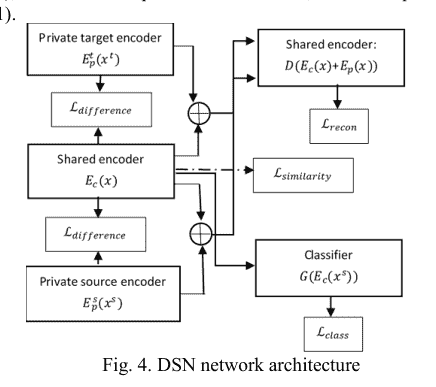 1).
Private target encoder
E_p^t(x^t)
Shared encoder:
D(E_c(x)+E_p(x))
ℒ_difference
ℒ_recon
Shared encoder
E_c(x)
ℒ_similarity
ℒ_difference
Classifier
G(E_c(x^s))
Private source encoder
E_p^s(x^s)
ℒ_class
Fig. 4. DSN network architecture